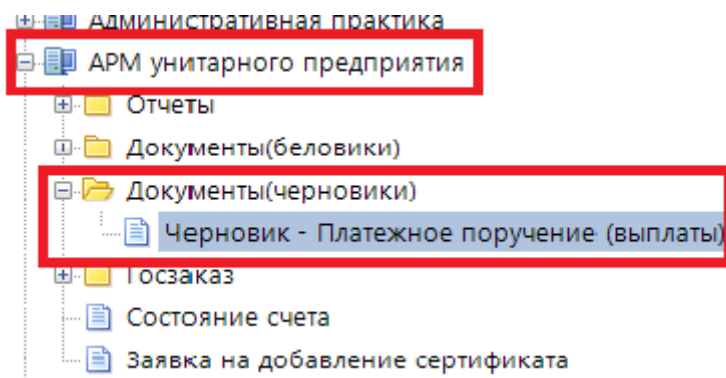 Административная практика
АРМ унитарного предприятия
Отчеты
Документы(беловики)
Документы(черновики)
Черновик - Платежное поручение (выплаты)
Госзаказ
Состояние счета
Заявка на добавление сертификата